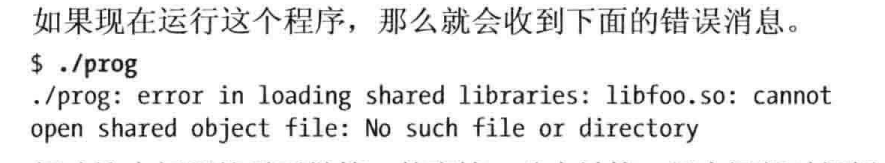 如果现在运行这个程序，那么就会收到下面的错误消息。
$ ./prog
./prog: error in loading shared libraries: libfoo.so: cannot
open shared object file: No such file or directory